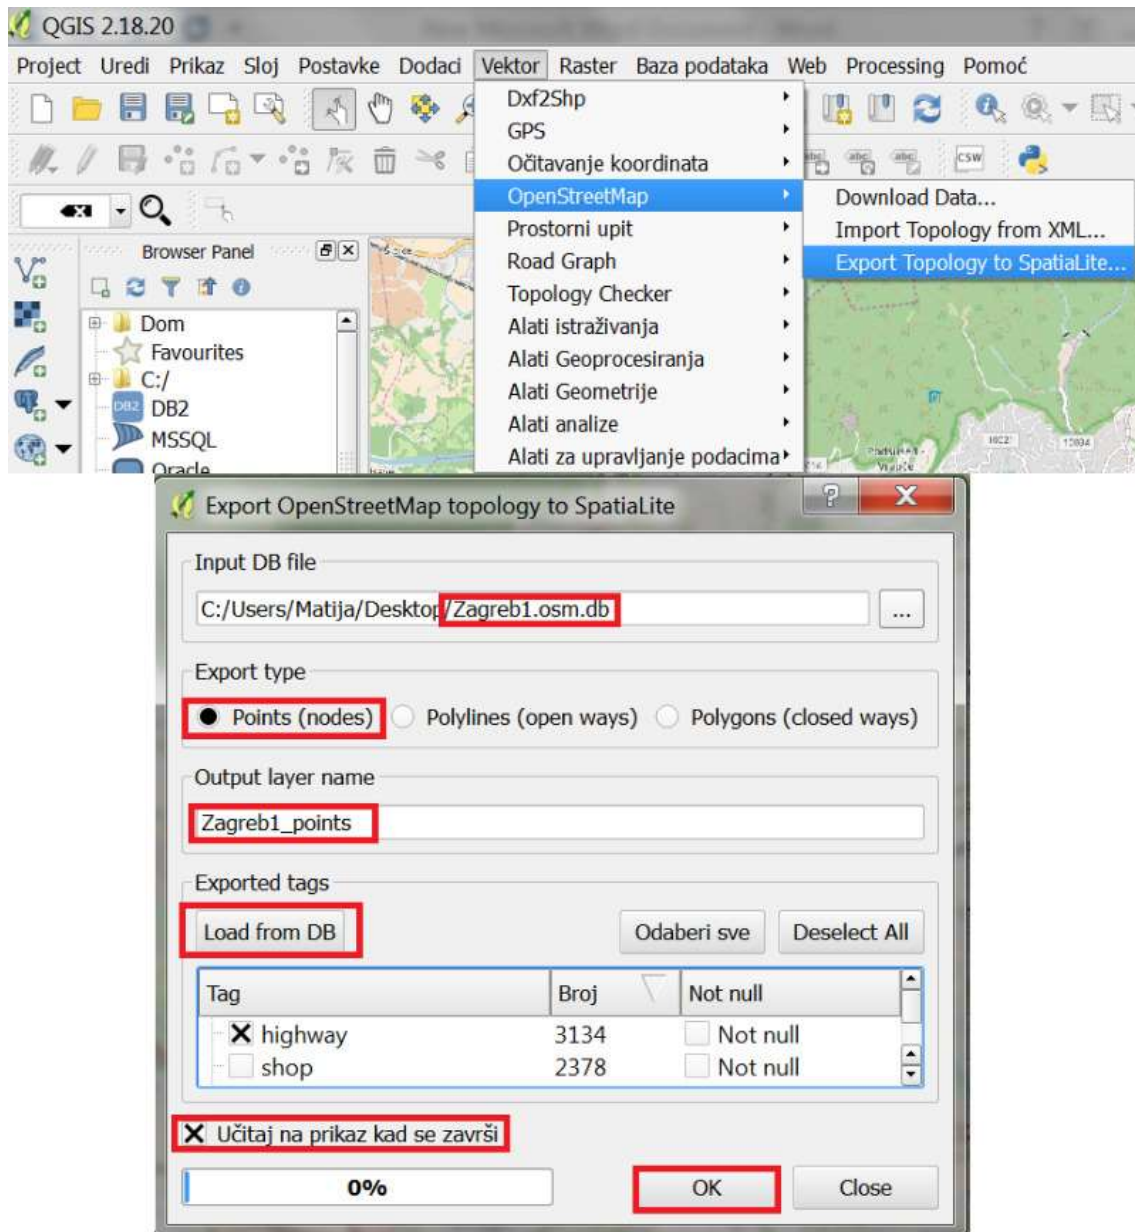 QGIS 2.18.20
Project Uredi Prikaz Sloj Postavke Dodaci Vektor Raster Baza podataka Web Processing Pomoć
Dxf2Shp
GPS
Očitavanje koordinata
OpenStreetMap
Prostorni upit
Road Graph
Topology Checker
Alati istraživanja
Alati Geoprocesiranja
Alati Geometrije
Alati analize
Alati za upravljanje podacima
Download Data...
Import Topology from XML...
Export Topology to SpatiaLite...
abc
abc
CSW
Browser Panel
Dom
Favourites
C:/
DB2
DB2
MSSQL
Oracle
Export OpenStreetMap topology to SpatiaLite
Input DB file
C:/Users/Matija/Desktop/Zagreb1.osm.db
...
Export type
Points (nodes) Polylines (open ways) Polygons (closed ways)
Output layer name
Zagreb1_points
Exported tags
Load from DB Odaberi sve Deselect All
Tag Broj Not null
highway 3134 Not null
shop 2378 Not null
Učitaj na prikaz kad se završi
0% OK Close